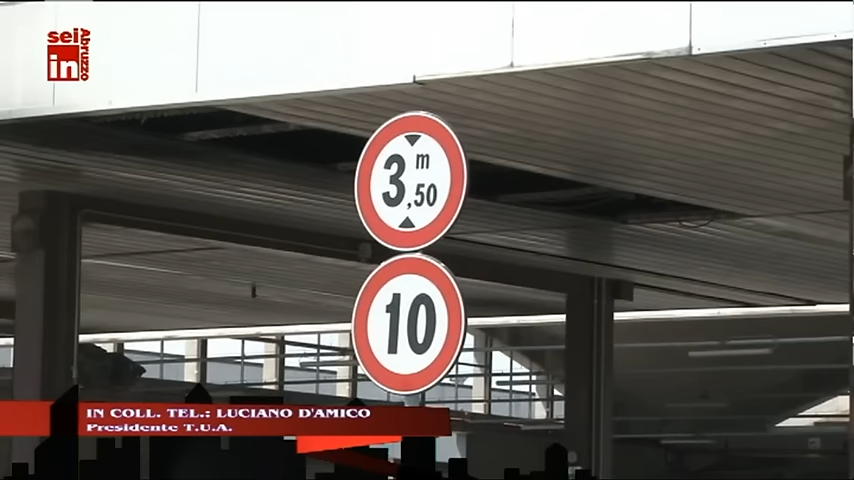 sei
in
Abruzzo
3,50 m
10
IN COLL. TEL.: LUCIANO D'AMICO
Presidente T.U.A.